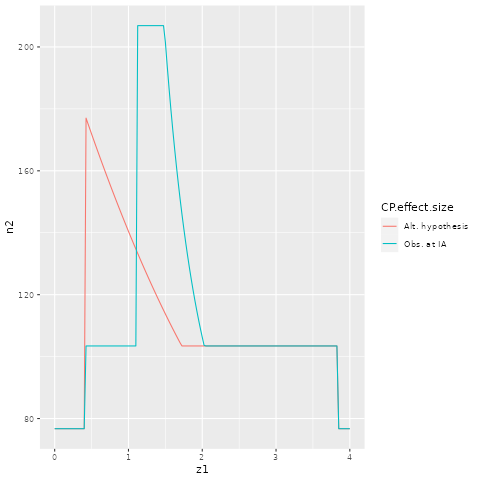 200
160
120
80
n2
0 1 2 3 4
z1
CP.effect.size
Alt. hypothesis
Obs. at IA